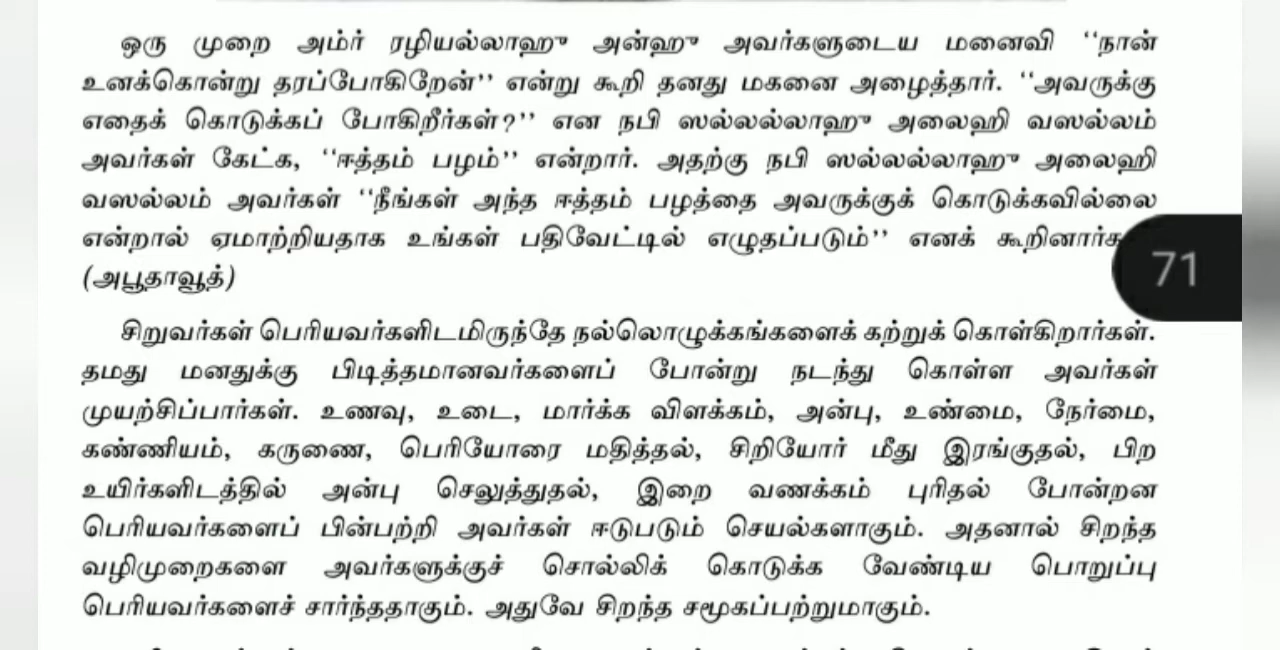 ஒரு முறை அம்ர் ரழியல்லாஹு அன்ஹு அவர்களுடைய மனைவி ‘‘நான்
உனக்கொன்று தரப்போகிறேன்’’ என்று கூறி தனது மகனை அழைத்தார். ‘‘அவருக்கு
எதைக் கொடுக்கப் போகிறீர்கள்?’’ என நபி ஸல்லல்லாஹு அலைஹி வஸல்லம்
அவர்கள் கேட்க, ‘‘ஈத்தம் பழம்’’ என்றார். அதற்கு நபி ஸல்லல்லாஹு அலைஹி
வஸல்லம் அவர்கள் ‘‘நீங்கள் அந்த ஈத்தம் பழத்தை அவருக்குக் கொடுக்கவில்லை
என்றால் ஏமாற்றியதாக உங்கள் பதிவேட்டில் எழுதப்படும்’’ எனக்
(அபூதாவூத்)
71
சிறுவர்கள் பெரியவர்களிடமிருந்தே நல்லொழுக்கங்களைக் கற்றுக் கொள்கிறார்கள்.
தமது மனதுக்கு பிடித்தமானவர்களைப் போன்று நடந்து கொள்ள அவர்கள்
முயற்சிப்பார்கள். உணவு, உடை, மார்க்க விளக்கம், அன்பு, உண்மை, நேர்மை,
கண்ணியம், கருணை, பெரியோரை மதித்தல், சிறியோர் மீது இரங்குதல், பிற
உயிர்களிடத்தில் அன்பு செலுத்துதல், இறை வணக்கம் புரிதல் போன்றன
பெரியவர்களைப் பின்பற்றி அவர்கள் ஈடுபடும் செயல்களாகும். அதனால் சிறந்த
வழிமுறைகளை அவர்களுக்குச் சொல்லிக் கொடுக்க வேண்டிய பொறுப்பு
பெரியவர்களைச் சார்ந்ததாகும். அதுவே சிறந்த சமூகப்பற்றுமாகும்.